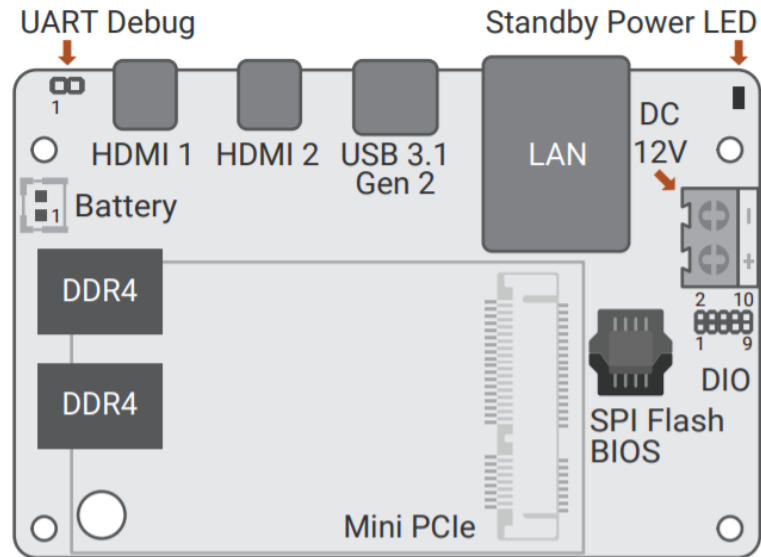 UART Debug
Standby Power LED
1
HDMI 1
HDMI 2
USB 3.1
Gen 2
LAN
DC
12V
1
Battery
−
+
DDR4
2 10
1 9
DIO
DDR4
SPI Flash
BIOS
Mini PCIe